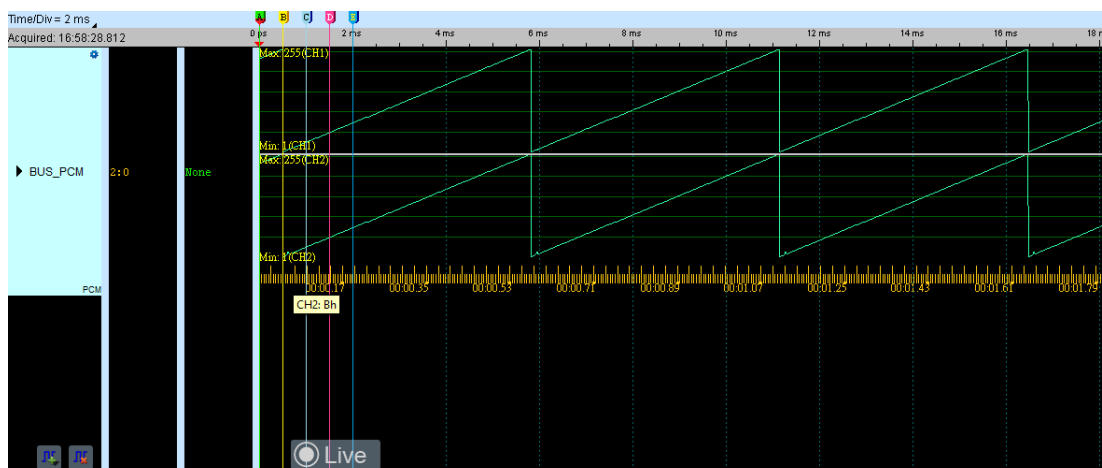 Time/Div = 2 ms
A B C D E
Acquired: 16:58:28.812
0 ps 2 ms 4 ms 6 ms 8 ms 10 ms 12 ms 14 ms 16 ms 18
Max: 255(CH1)
Min: 1(CH1)
Max: 255(CH2)
BUS_PCM 2:0 None
Min: 1(CH2)
PCM 00:00.17 00:00.35 00:00.53 00:00.71 00:00.89 00:01.07 00:01.25 00:01.43 00:01.61 00:01.79
CH2: Bh
Live